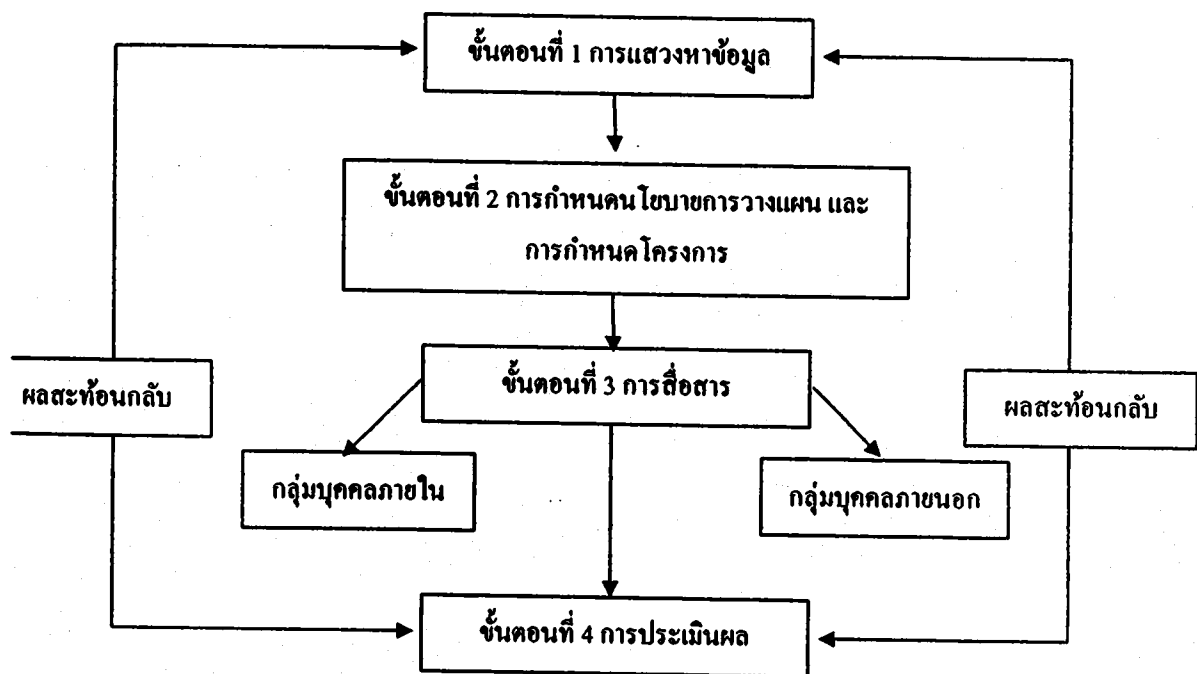 ขั้นตอนที่ 1 การแสวงหาข้อมูล
ขั้นตอนที่ 2 การกำหนดนโยบายการวางแผน และ
การกำหนดโครงการ
ขั้นตอนที่ 3 การสื่อสาร
ผลสะท้อนกลับ
ผลสะท้อนกลับ
กลุ่มบุคคลภายใน
กลุ่มบุคคลภายนอก
ขั้นตอนที่ 4 การประเมินผล